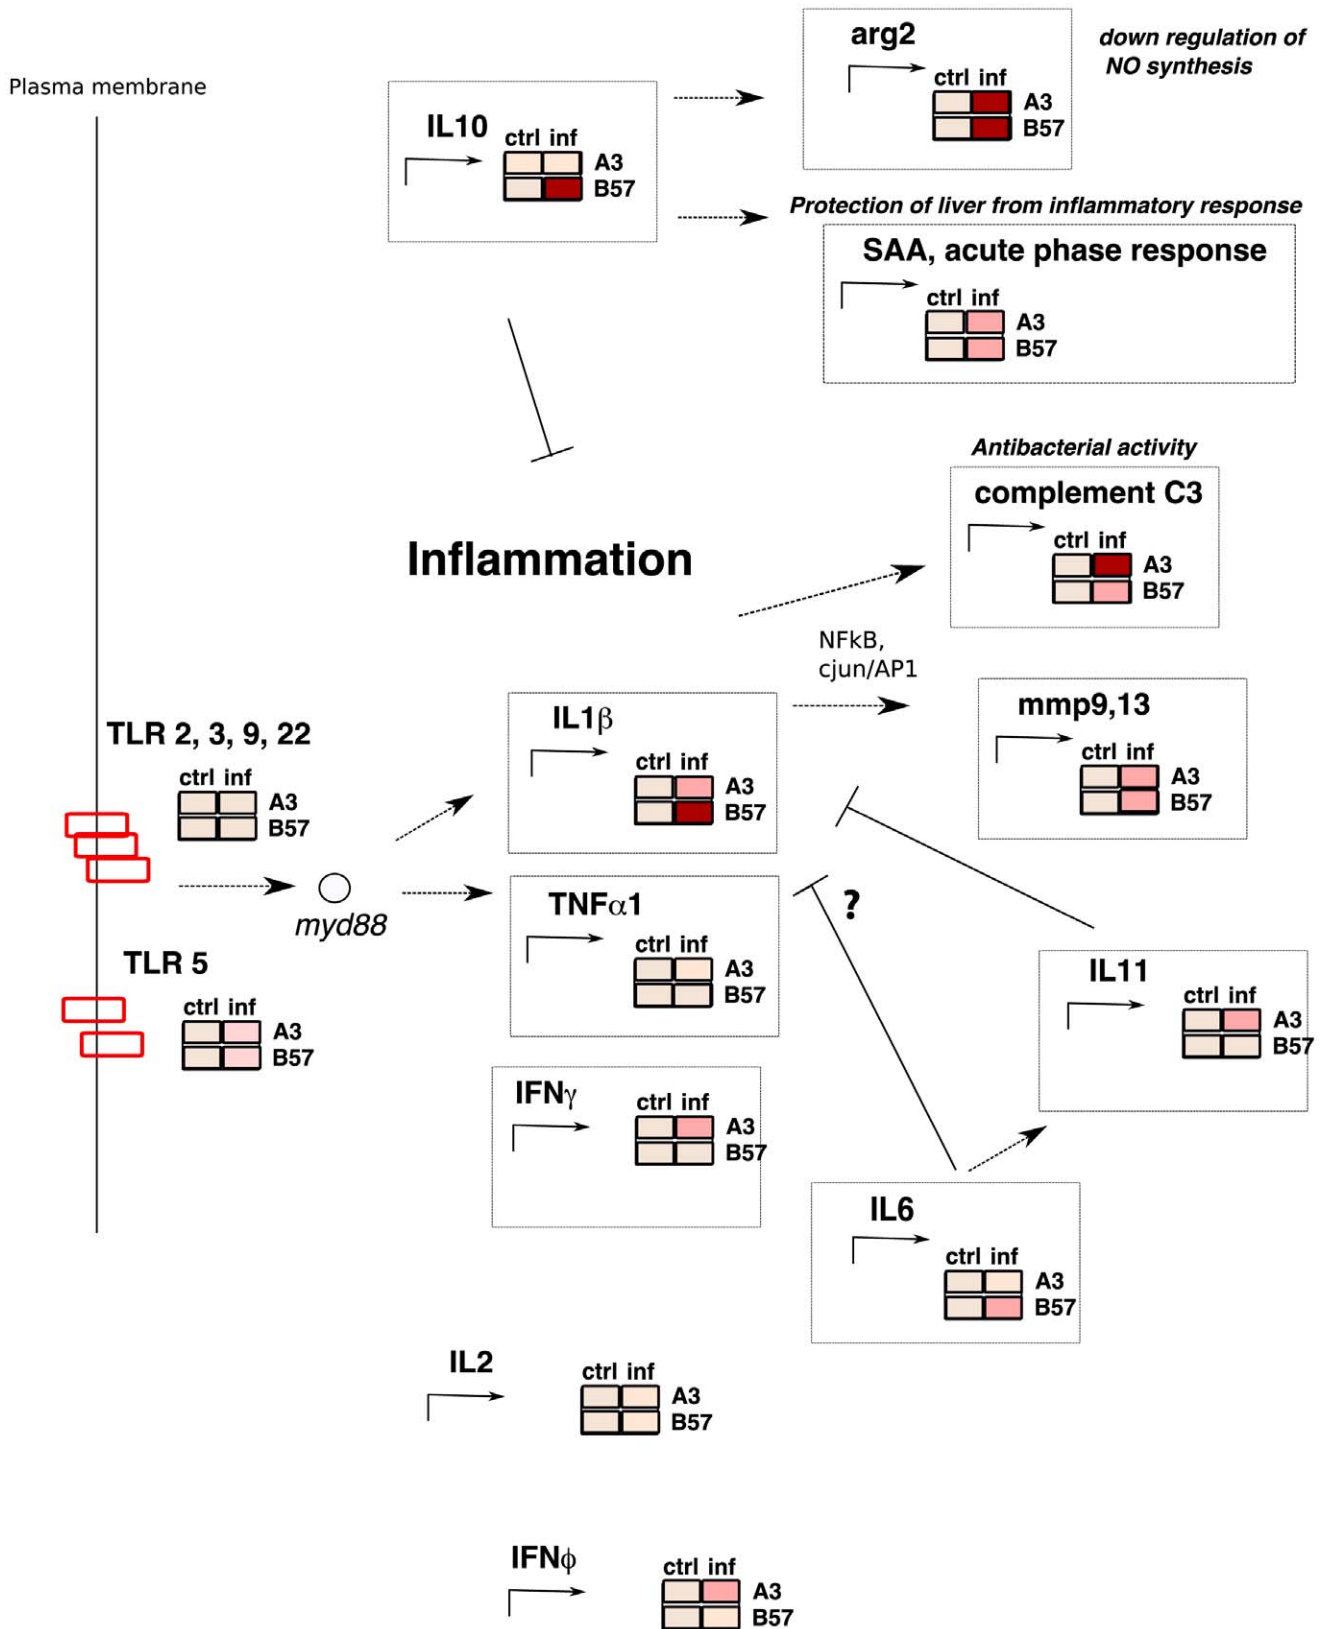 Plasma membrane
IL10
ctrl inf
A3
B57
arg2
ctrl inf
A3
B57
down regulation of
NO synthesis
Protection of liver from inflammatory response
SAA, acute phase response
ctrl inf
A3
B57
Inflammation
Antibacterial activity
complement C3
ctrl inf
A3
B57
NFkB,
cjun/AP1
mmp9,13
ctrl inf
A3
B57
TLR 2, 3, 9, 22
ctrl inf
A3
B57
myd88
TLR 5
ctrl inf
A3
B57
IL1β
ctrl inf
A3
B57
TNFα1
ctrl inf
A3
B57
?
IFNγ
ctrl inf
A3
B57
IL11
ctrl inf
A3
B57
IL6
ctrl inf
A3
B57
IL2
ctrl inf
A3
B57
IFNϕ
ctrl inf
A3
B57